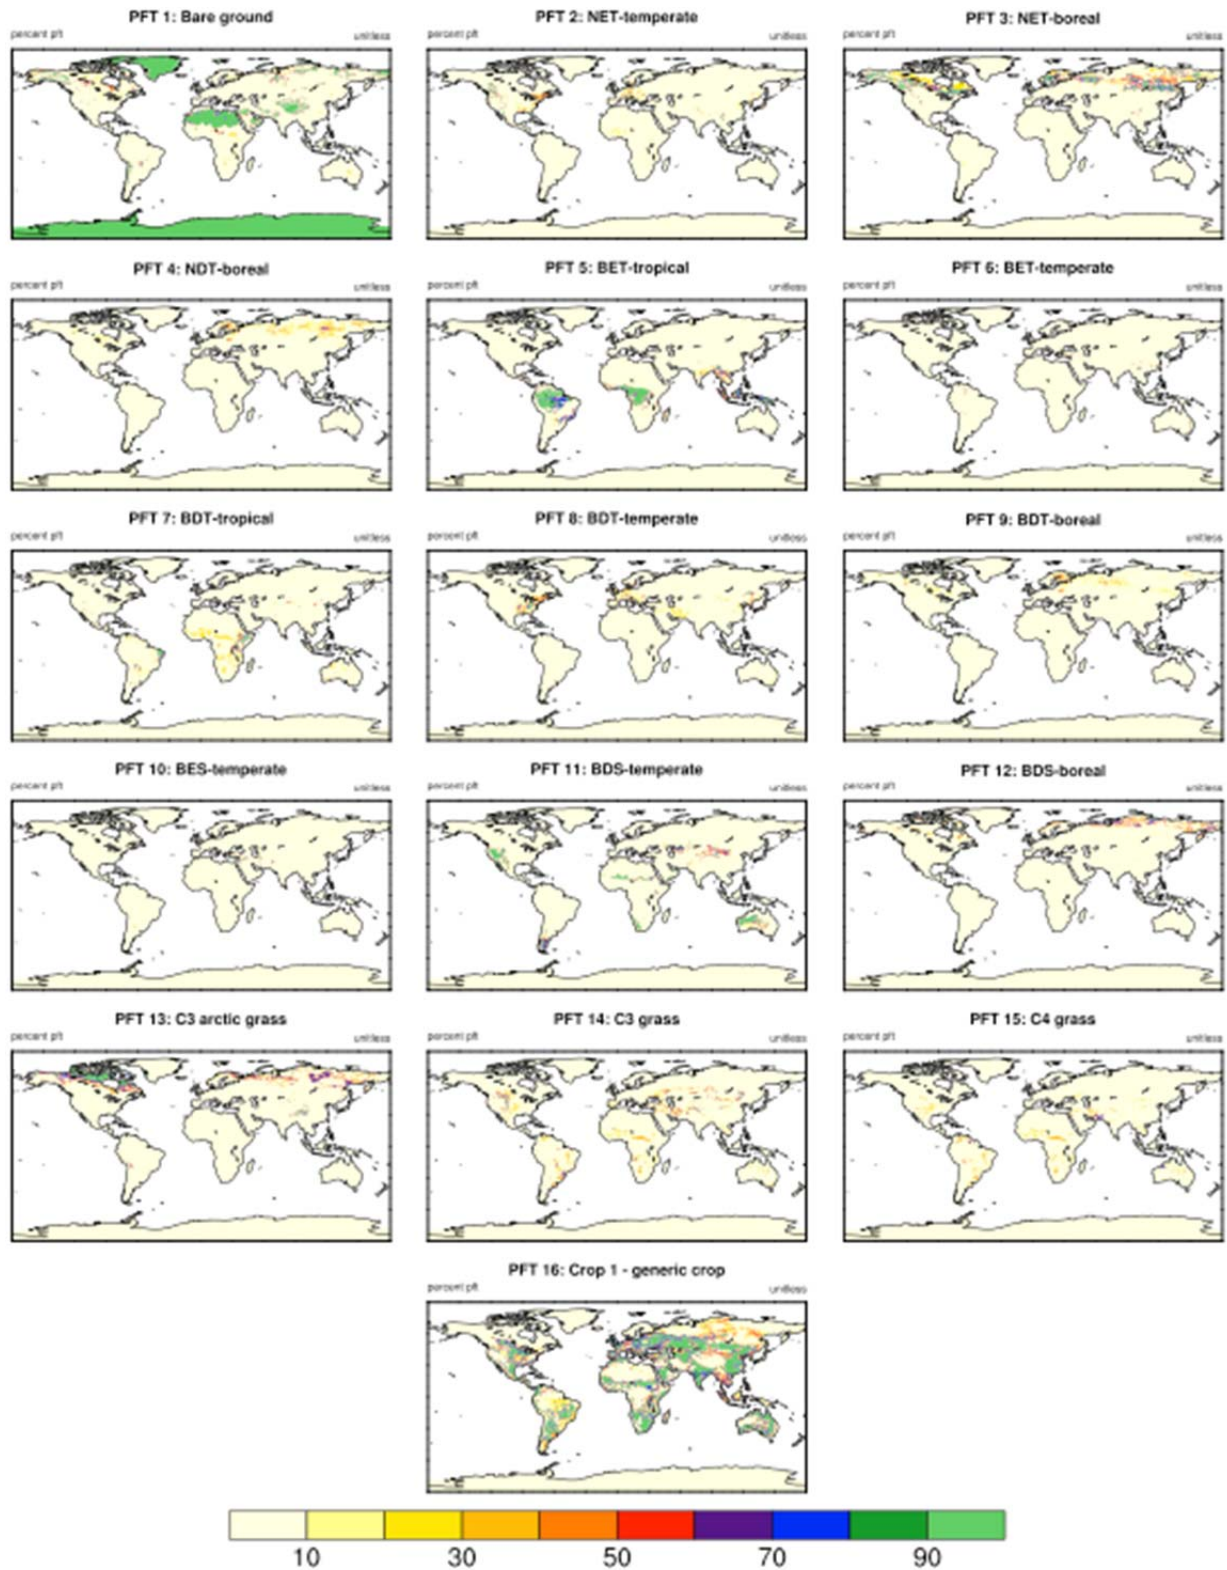 PFT 1: Bare ground PFT 2: NET-temperate PFT 3: NET-boreal
percent pft unitless percent pft unitless percent pft unitless
PFT 4: NDT-boreal PFT 5: BET-tropical PFT 6: BET-temperate
percent pft unitless percent pft unitless percent pft unitless
PFT 7: BDT-tropical PFT 8: BDT-temperate PFT 9: BDT-boreal
percent pft unitless percent pft unitless percent pft unitless
PFT 10: BES-temperate PFT 11: BDS-temperate PFT 12: BDS-boreal
percent pft unitless percent pft unitless percent pft unitless
PFT 13: C3 arctic grass PFT 14: C3 grass PFT 15: C4 grass
percent pft unitless percent pft unitless percent pft unitless
PFT 16: Crop 1 - generic crop
percent pft unitless
10 30 50 70 90